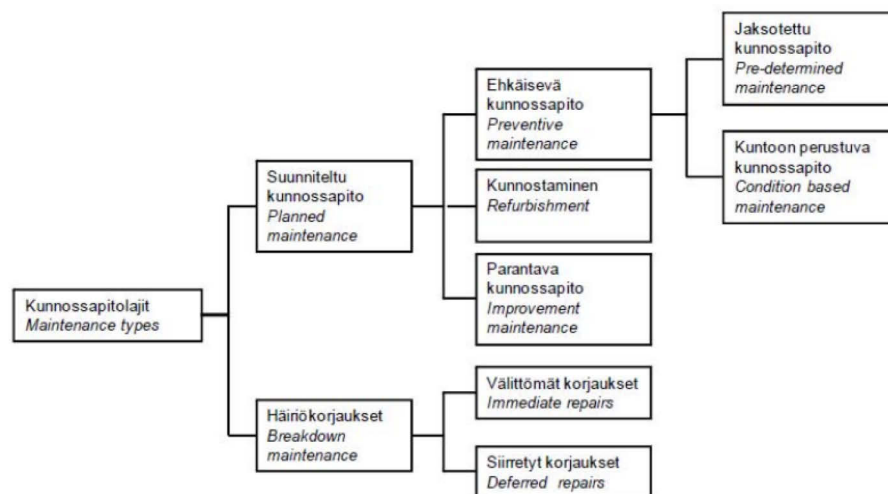 Kunnossapitolajit
Maintenance types
Suunniteltu
kunnossapito
Planned
maintenance
Ehkäisevä
kunnossapito
Preventive
maintenance
Jaksotettu
kunnossapito
Pre-determined
maintenance
Kuntoon perustuva
kunnossapito
Condition based
maintenance
Kunnostaminen
Refurbishment
Parantava
kunnossapito
Improvement
maintenance
Häiriökorjaukset
Breakdown
maintenance
Välittömät korjaukset
Immediate repairs
Siirretyt korjaukset
Deferred repairs